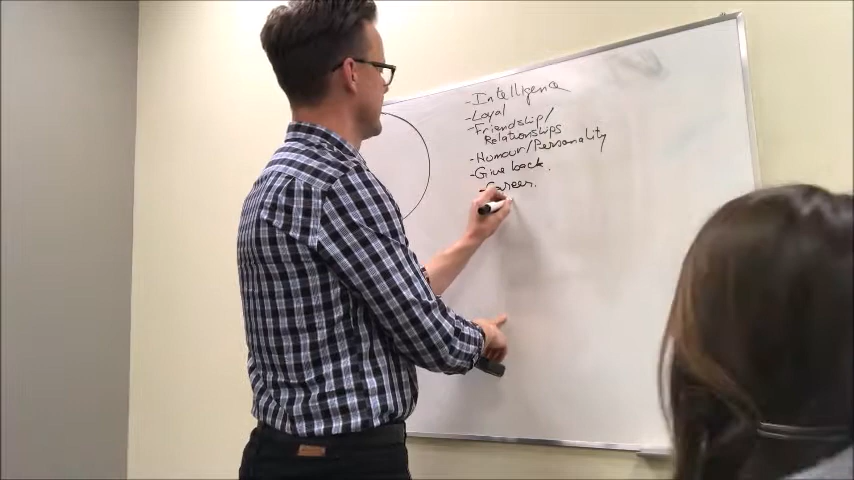 - Intelligence
- Loyal
- Friendship/
Relationships
- Humour/Personality
- Give back.
- Career.